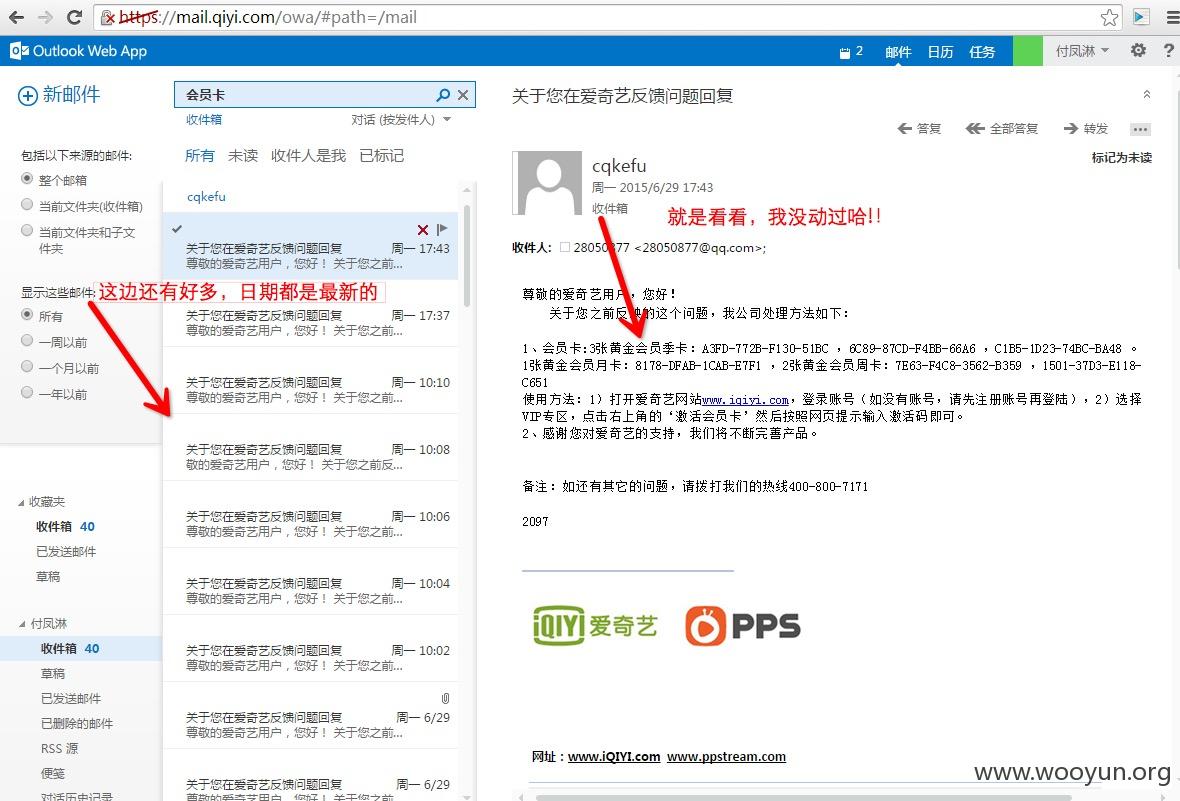 https://mail.qiyi.com/owa/#path=/mail
Outlook Web App
2 邮件 日历 任务 付凤淋 ?
新邮件
包括以下来源的邮件:
整个邮箱
当前文件夹(收件箱)
当前文件夹和子文
件夹
显示这些邮件:
所有
一周以前
一个月以前
一年以前
收藏夹
收件箱 40
已发送邮件
草稿
付凤淋
收件箱 40
草稿
已发送邮件
已删除的邮件
RSS 源
便笺
对话历史记录
会员卡
收件箱 对话 (按发件人)
所有 未读 收件人是我 已标记
cqkefu
关于您在爱奇艺反馈问题回复 周一 17:43
尊敬的爱奇艺用户，您好！ 关于您之前...
这边还有好多，日期都是最新的
关于您在爱奇艺反馈问题回复 周一 17:37
尊敬的爱奇艺用户，您好！ 关于您之前...
关于您在爱奇艺反馈问题回复 周一 10:10
尊敬的爱奇艺用户，您好！ 关于您之前...
关于您在爱奇艺反馈问题回复 周一 10:08
敬的爱奇艺用户，您好！ 关于您之前反...
关于您在爱奇艺反馈问题回复 周一 10:06
尊敬的爱奇艺用户，您好！ 关于您之前...
关于您在爱奇艺反馈问题回复 周一 10:04
尊敬的爱奇艺用户，您好！ 关于您之前...
关于您在爱奇艺反馈问题回复 周一 10:02
尊敬的爱奇艺用户，您好！ 关于您之前...
关于您在爱奇艺反馈问题回复 周一 6/29
尊敬的爱奇艺用户，您好！ 关于您之前...
关于您在爱奇艺反馈问题回复 周一 6/29
关于您在爱奇艺反馈问题回复
答复 全部答复 转发 ...
标记为未读
cqkefu
周一 2015/6/29 17:43
收件箱
就是看看，我没动过哈!!
收件人: 28050877 <28050877@qq.com>;
尊敬的爱奇艺用户，您好！
关于您之前反映的这个问题，我公司处理方法如下：
1、会员卡:3张黄金会员季卡：A3FD-772B-F130-51BC ，6C89-87CD-F4BB-66A6 ，C1B5-1D23-74BC-BA48 。
1张黄金会员月卡：8178-DFAB-1CAB-E7F1 ，2张黄金会员周卡：7E63-F4C8-3562-B359 ，1501-37D3-E118-
C651
使用方法：1）打开爱奇艺网站www.iqiyi.com，登录账号（如没有账号，请先注册账号再登陆），2）选择
VIP专区，点击右上角的‘激活会员卡’然后按照网页提示输入激活码即可。
2、感谢您对爱奇艺的支持，我们将不断完善产品。
备注：如还有其它的问题，请拨打我们的热线400-800-7171
2097
iQIYI 爱奇艺 PPS
网址：www.iQIYI.com www.ppstream.com
www.wooyun.org